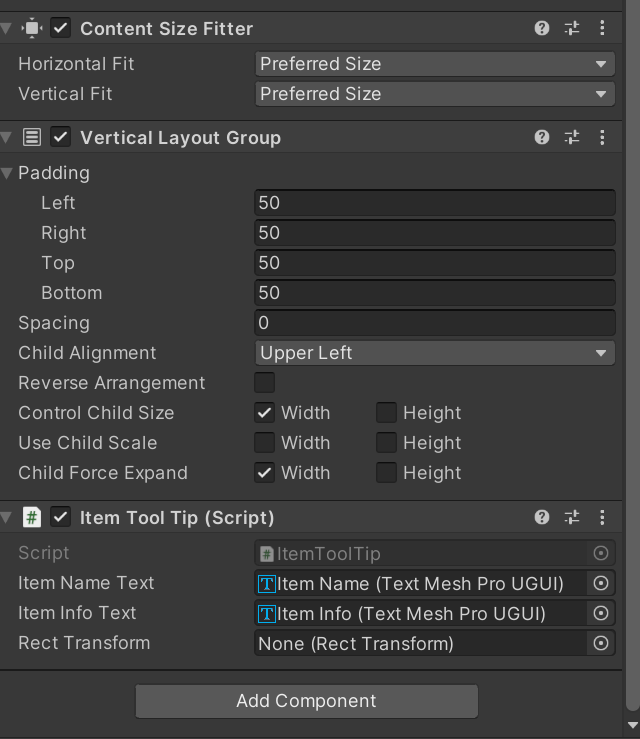 Content Size Fitter
Horizontal Fit Preferred Size
Vertical Fit Preferred Size
Vertical Layout Group
Padding
Left 50
Right 50
Top 50
Bottom 50
Spacing 0
Child Alignment Upper Left
Reverse Arrangement
Control Child Size Width Height
Use Child Scale Width Height
Child Force Expand Width Height
# Item Tool Tip (Script)
Script # ItemToolTip
Item Name Text T Item Name (Text Mesh Pro UGUI)
Item Info Text T Item Info (Text Mesh Pro UGUI)
Rect Transform None (Rect Transform)
Add Component